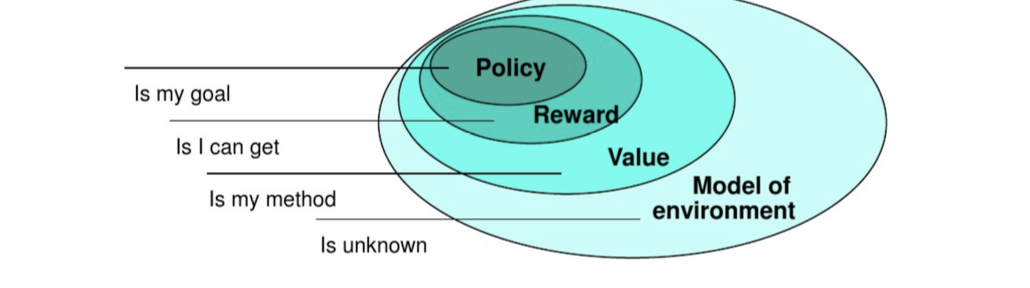 Policy
Is my goal
Reward
Is I can get
Value
Is my method
Model of
environment
Is unknown